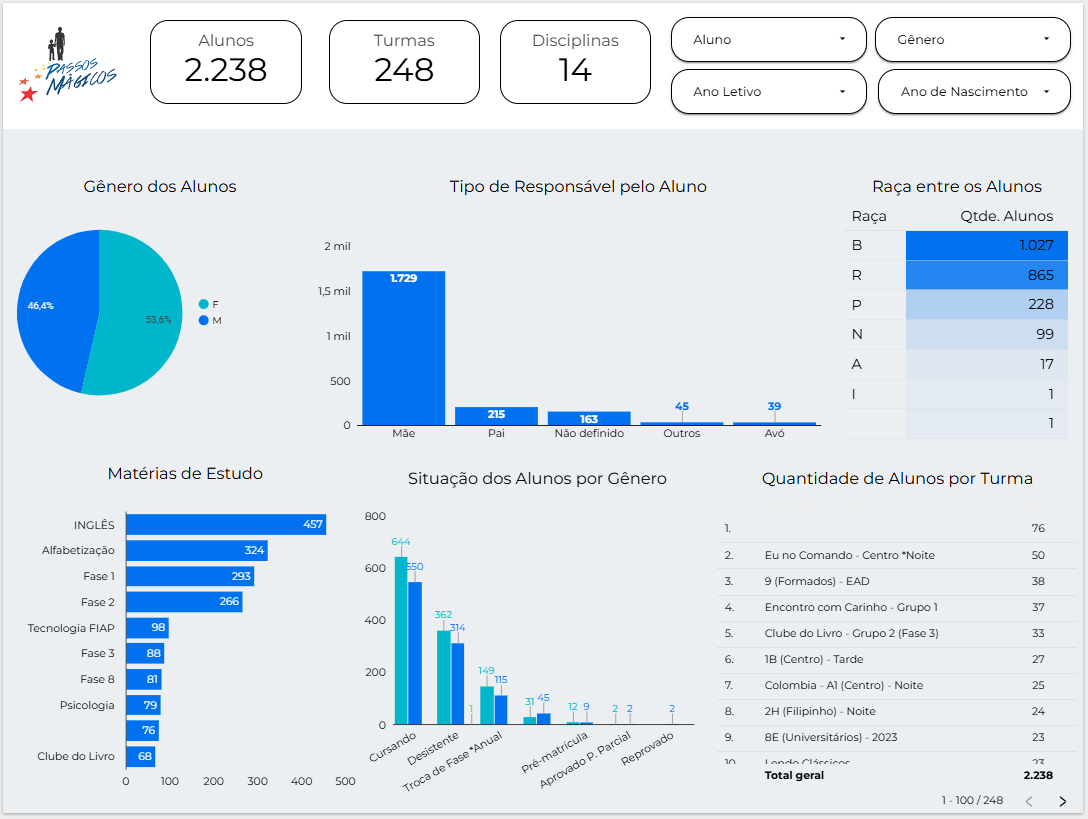 PASSOS
MÁGICOS
Alunos
2.238
Turmas
248
Disciplinas
14
Aluno
Gênero
Ano Letivo
Ano de Nascimento
Gênero dos Alunos
46,4%
53,6%
F
M
Tipo de Responsável pelo Aluno
2 mil
1,5 mil
1 mil
500
0
1.729
215
163
45
39
Mãe
Pai
Não definido
Outros
Avó
Raça entre os Alunos
Raça Qtde. Alunos
B 1.027
R 865
P 228
N 99
A 17
I 1
1
Matérias de Estudo
INGLÊS 457
Alfabetização 324
Fase 1 293
Fase 2 266
Tecnologia FIAP 98
Fase 3 88
Fase 8 81
Psicologia 79
76
Clube do Livro 68
0 100 200 300 400 500
Situação dos Alunos por Gênero
800
600
400
200
0
644
550
362
314
1
149
115
31
45
12
9
2
2
2
Cursando
Desistente
Troca de Fase *Anual
Pré-matrícula
Aprovado P. Parcial
Reprovado
Quantidade de Alunos por Turma
1. 76
2. Eu no Comando - Centro *Noite 50
3. 9 (Formados) - EAD 38
4. Encontro com Carinho - Grupo 1 37
5. Clube do Livro - Grupo 2 (Fase 3) 33
6. 1B (Centro) - Tarde 27
7. Colombia - A1 (Centro) - Noite 25
8. 2H (Filipinho) - Noite 24
9. 8E (Universitários) - 2023 23
10. Lendo Clássicos 23
Total geral 2.238
1 - 100 / 248